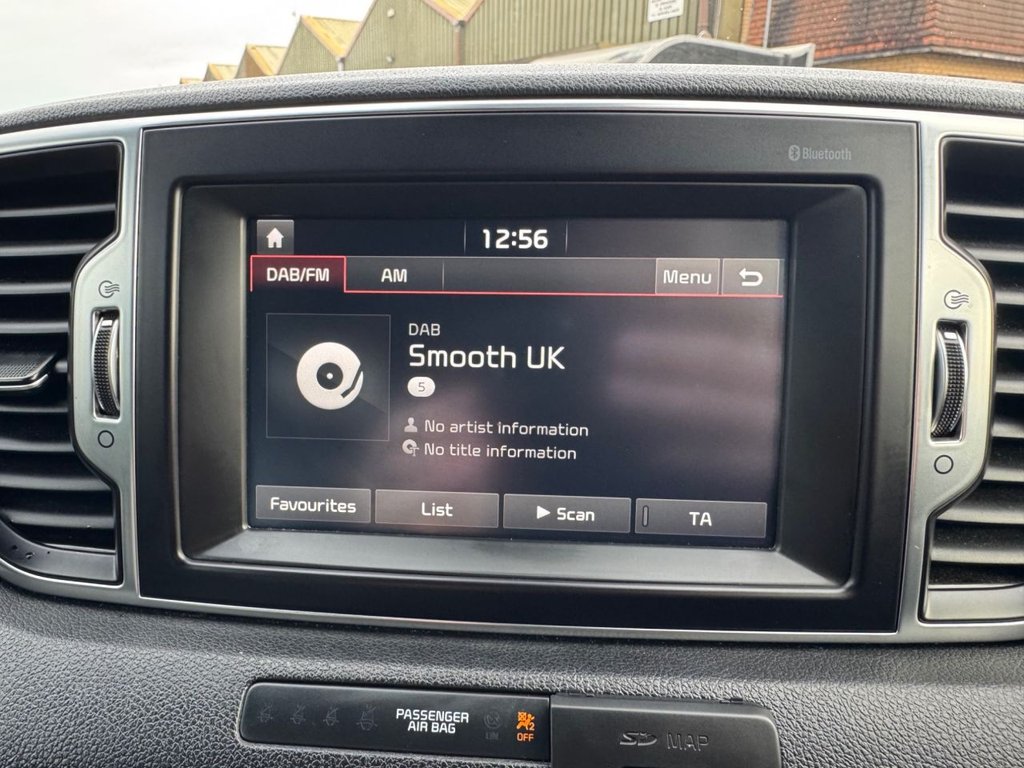 Bluetooth
12:56
DAB/FM AM Menu
DAB
Smooth UK
5
No artist information
No title information
Favourites List Scan TA
PASSENGER
AIR BAG
2
OFF
SD MAP